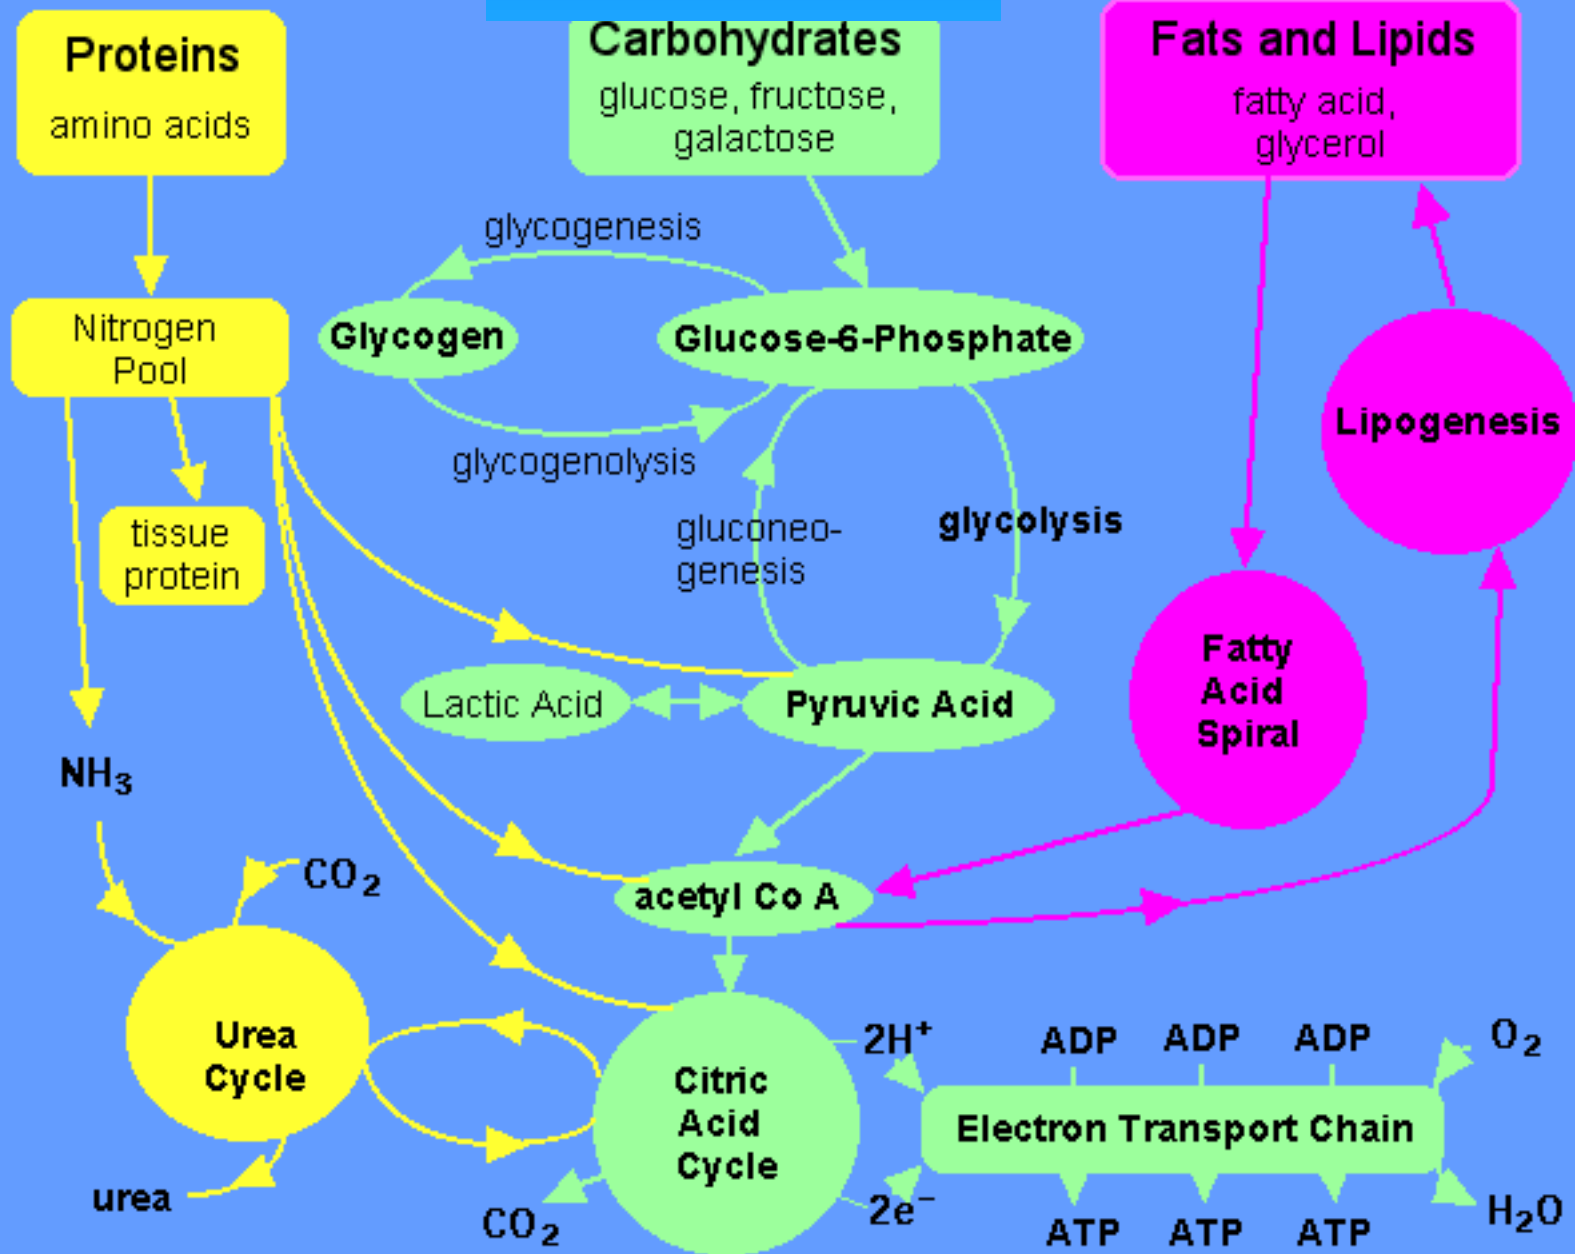 Proteins
amino acids
Carbohydrates
glucose, fructose,
galactose
Fats and Lipids
fatty acid,
glycerol
glycogenesis
Nitrogen
Pool
Glycogen
Glucose-6-Phosphate
Lipogenesis
glycogenolysis
tissue
protein
gluconeo-
genesis
glycolysis
Fatty
Acid
Spiral
Lactic Acid
Pyruvic Acid
NH₃
CO₂
acetyl Co A
Urea
Cycle
Citric
Acid
Cycle
2H⁺
ADP
ADP
ADP
O₂
Electron Transport Chain
urea
CO₂
2e⁻
ATP
ATP
ATP
H₂O